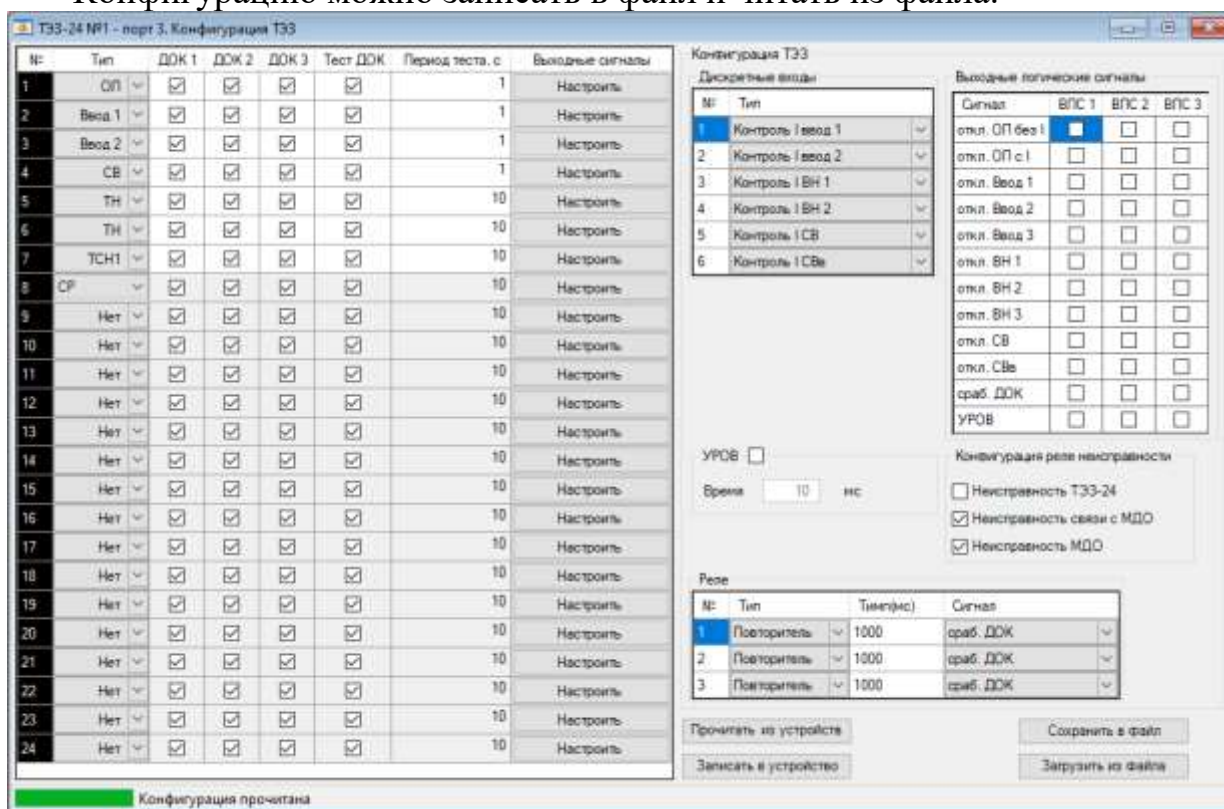 Конфигурацию можно записать в файл и читать из файла.
ТЭЗ-24 №1 - порт 3. Конфигурация ТЭЗ
№ Тип ДОК 1 ДОК 2 ДОК 3 Тест ДОК Период теста, с Выходные сигналы
1 ОП 1 Настроить
2 Ввод 1 1 Настроить
3 Ввод 2 1 Настроить
4 СВ 1 Настроить
5 ТН 10 Настроить
6 ТН 10 Настроить
7 ТСН1 10 Настроить
8 СР 10 Настроить
9 Нет 10 Настроить
10 Нет 10 Настроить
11 Нет 10 Настроить
12 Нет 10 Настроить
13 Нет 10 Настроить
14 Нет 10 Настроить
15 Нет 10 Настроить
16 Нет 10 Настроить
17 Нет 10 Настроить
18 Нет 10 Настроить
19 Нет 10 Настроить
20 Нет 10 Настроить
21 Нет 10 Настроить
22 Нет 10 Настроить
23 Нет 10 Настроить
24 Нет 10 Настроить
Конфигурация ТЭЗ
Дискретные входы
№ Тип
1 Контроль I ввод 1
2 Контроль I ввод 2
3 Контроль I ВН 1
4 Контроль I ВН 2
5 Контроль I СВ
6 Контроль I СВв
Выходные логические сигналы
Сигнал ВЛС 1 ВЛС 2 ВЛС 3
откл. ОП без I
откл. ОП с I
откл. Ввод 1
откл. Ввод 2
откл. Ввод 3
откл. ВН 1
откл. ВН 2
откл. ВН 3
откл. СВ
откл. СВв
сраб. ДОК
УРОВ
УРОВ
Время 10 мс
Конфигурация реле неисправности
Неисправность ТЭЗ-24
Неисправность связи с МДО
Неисправность МДО
Реле
№ Тип Тимп(мс) Сигнал
1 Повторитель 1000 сраб. ДОК
2 Повторитель 1000 сраб. ДОК
3 Повторитель 1000 сраб. ДОК
Прочитать из устройств
Сохранить в файл
Записать в устройство
Загрузить из файла
Конфигурация прочитана